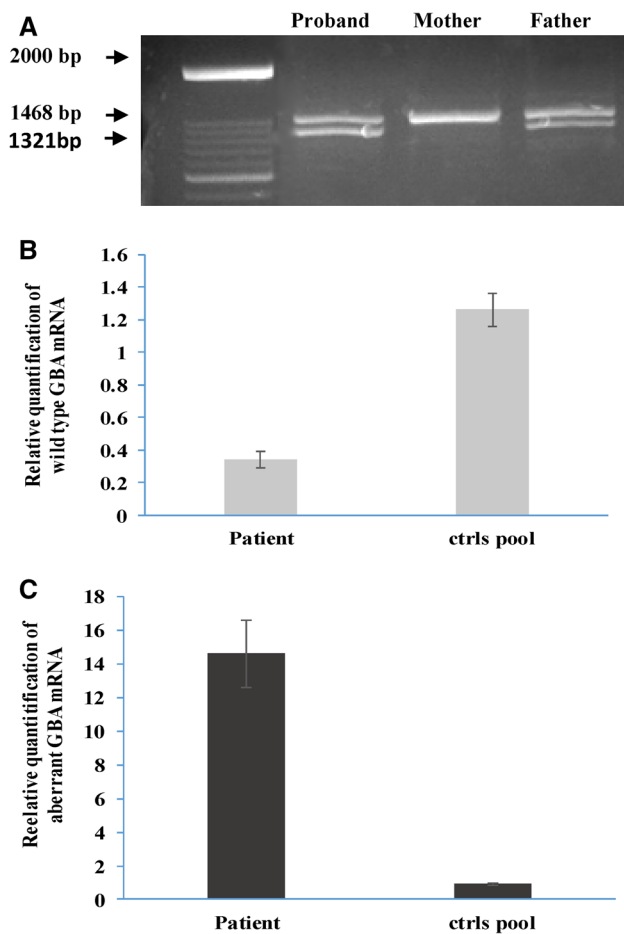 A
Proband Mother Father
2000 bp
1468 bp
1321bp
B
Relative quantification of
wild type GBA mRNA
1.6
1.4
1.2
1
0.8
0.6
0.4
0.2
0
Patient ctrls pool
C
Reelative quantitification of
aberrant GBA mRNA
18
16
14
12
10
8
6
4
2
0
Patient ctrls pool